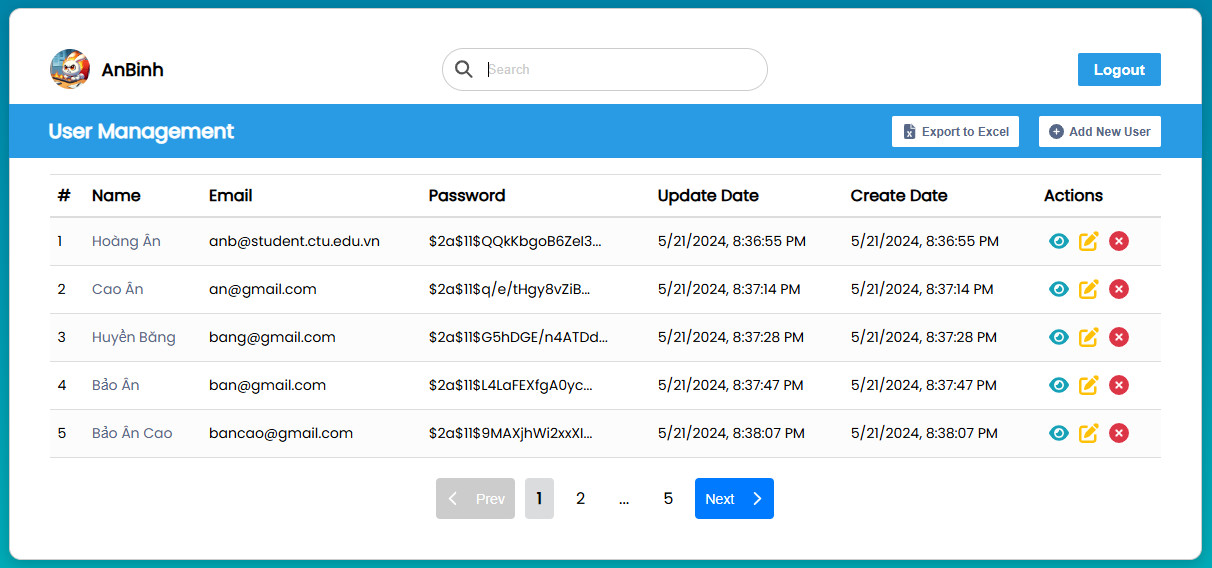 AnBinh
Search
Logout
User Management
Export to Excel
Add New User
# Name Email Password Update Date Create Date Actions
1 Hoàng Ân anb@student.ctu.edu.vn $2a$11$QQkKbgoB6ZeI3... 5/21/2024, 8:36:55 PM 5/21/2024, 8:36:55 PM
2 Cao Ân an@gmail.com $2a$11$q/e/tHgy8vZiB... 5/21/2024, 8:37:14 PM 5/21/2024, 8:37:14 PM
3 Huyền Băng bang@gmail.com $2a$11$G5hDGE/n4ATDd... 5/21/2024, 8:37:28 PM 5/21/2024, 8:37:28 PM
4 Bảo Ân ban@gmail.com $2a$11$L4LaFEXfgA0yc... 5/21/2024, 8:37:47 PM 5/21/2024, 8:37:47 PM
5 Bảo Ân Cao bancao@gmail.com $2a$11$9MAXjhWi2xxXI... 5/21/2024, 8:38:07 PM 5/21/2024, 8:38:07 PM
Prev 1 2 ... 5 Next